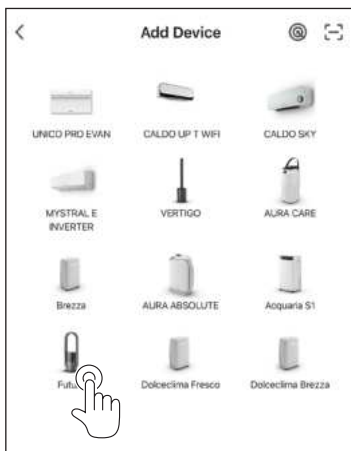 Add Device
UNICO PRO EVAN
CALDO UP T WIFI
CALDO SKY
MYSTRAL E
INVERTER
VERTIGO
AURA CARE
Brezza
AURA ABSOLUTE
Acquaria S1
Dolceclima Fresco
Dolceclima Brezza